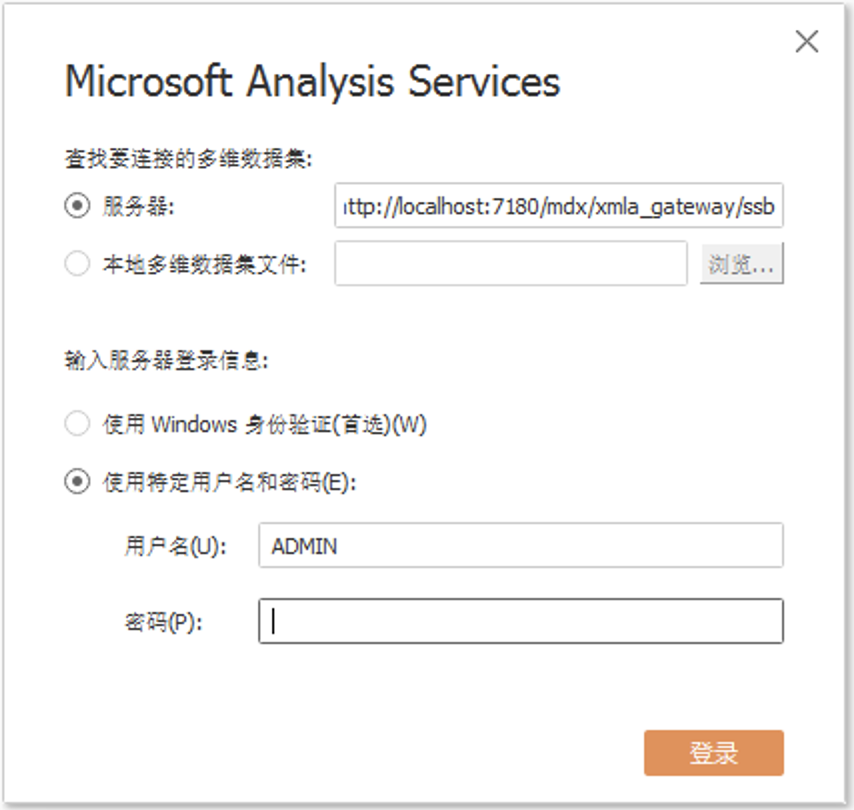 Microsoft Analysis Services
查找要连接的多维数据集:
服务器: ttp://localhost:7180/mdx/xmla_gateway/ssb
本地多维数据集文件: 浏览...
输入服务器登录信息:
使用 Windows 身份验证(首选)(W)
使用特定用户名和密码(E):
用户名(U): ADMIN
密码(P):
登录